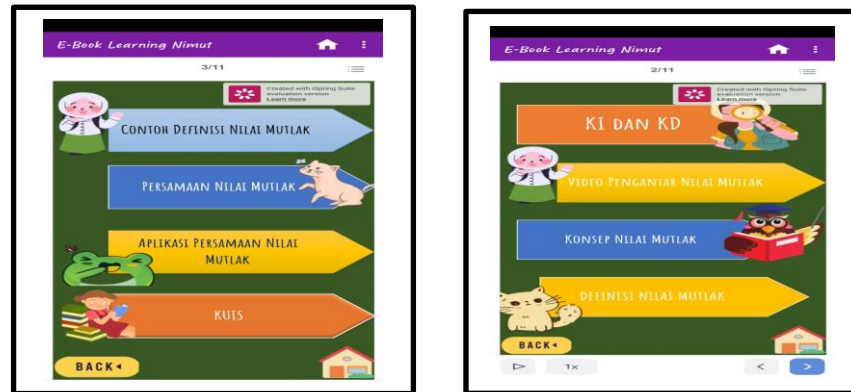 E-Book Learning Nimut
3/11
Created with iSpring Suite
evaluation version
Learn more
CONTOH DEFINISI NILAI MUTLAK
PERSAMAAN NILAI MUTLAK
APLIKASI PERSAMAAN NILAI
MUTLAK
KUIS
BACK
E-Book Learning Nimut
2/11
Created with iSpring Suite
evaluation version
Learn more
KI DAN KD
VIDEO PENGANTAR NILAI MUTLAK
KONSEP NILAI MUTLAK
DEFINISI NILAI MUTLAK
BACK
1x